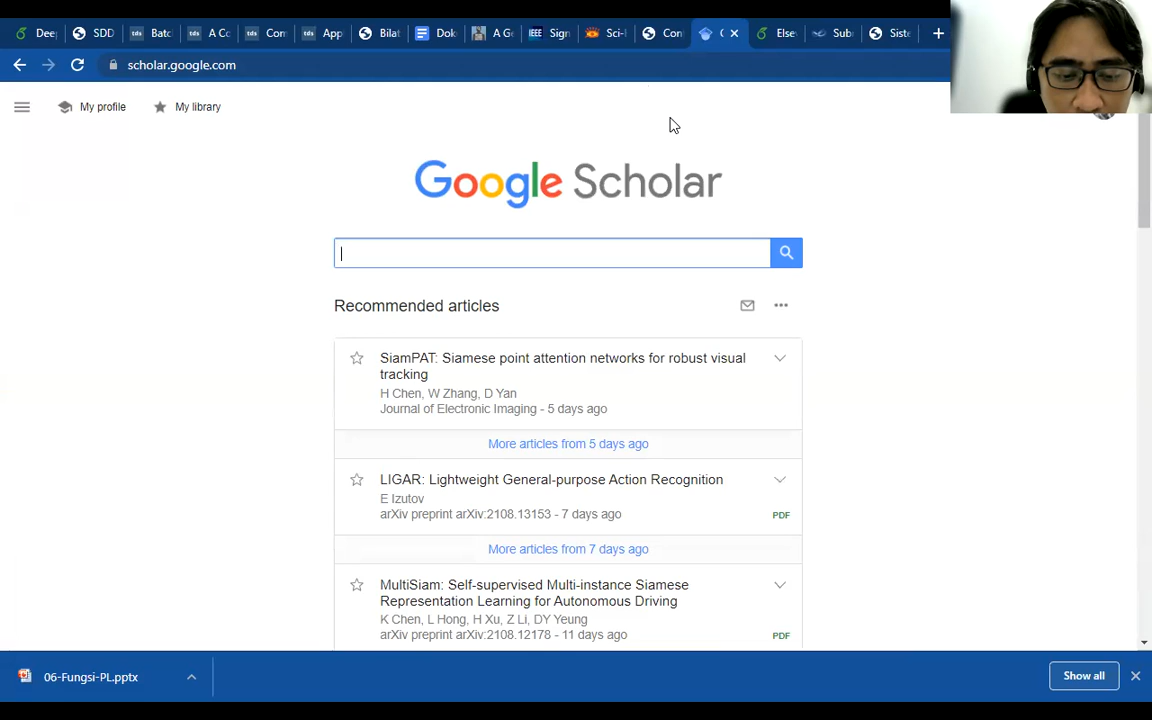 Deep SDD Batc A Co Con App Bilat Dok A Ge Sign Sci-l Con Else Sub Siste
scholar.google.com
My profile My library
Google Scholar
Recommended articles
SiamPAT: Siamese point attention networks for robust visual
tracking
H Chen, W Zhang, D Yan
Journal of Electronic Imaging - 5 days ago
More articles from 5 days ago
LIGAR: Lightweight General-purpose Action Recognition
E Izutov
arXiv preprint arXiv:2108.13153 - 7 days ago
PDF
More articles from 7 days ago
MultiSiam: Self-supervised Multi-instance Siamese
Representation Learning for Autonomous Driving
K Chen, L Hong, H Xu, Z Li, DY Yeung
arXiv preprint arXiv:2108.12178 - 11 days ago
PDF
06-Fungsi-PL.pptx
Show all